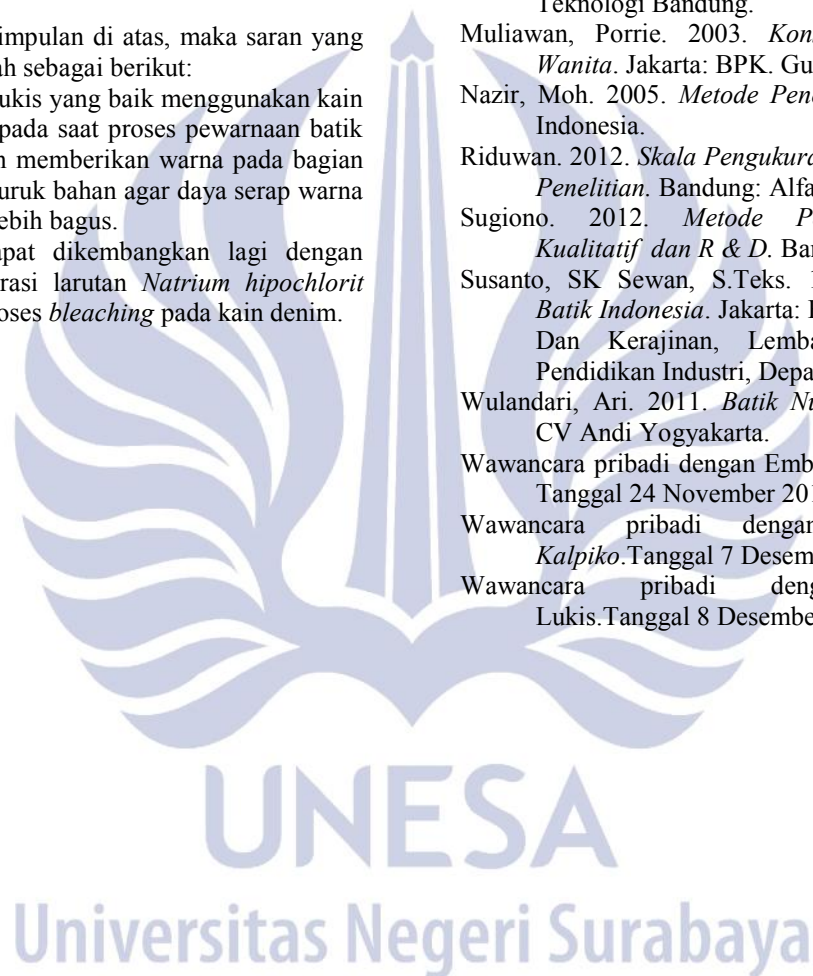 impulan di atas, maka saran yang
ah sebagai berikut:
ukis yang baik menggunakan kain
pada saat proses pewarnaan batik
n memberikan warna pada bagian
uruk bahan agar daya serap warna
ebih bagus.
apat dikembangkan lagi dengan
rasi larutan Natrium hipochlorit
oses bleaching pada kain denim.
Teknologi Bandung.
Muliawan, Porrie. 2003. Kons
Wanita. Jakarta: BPK. Gu
Nazir, Moh. 2005. Metode Pene
Indonesia.
Riduwan. 2012. Skala Pengukura
Penelitian. Bandung: Alfa
Sugiono. 2012. Metode P
Kualitatif dan R & D. Ban
Susanto, SK Sewan, S.Teks. 1
Batik Indonesia. Jakarta: I
Dan Kerajinan, Lemba
Pendidikan Industri, Depa
Wulandari, Ari. 2011. Batik Nu
CV Andi Yogyakarta.
Wawancara pribadi dengan Emb
Tanggal 24 November 201
Wawancara pribadi dengan
Kalpiko.Tanggal 7 Desem
Wawancara pribadi deng
Lukis.Tanggal 8 Desembe
UNESA
Universitas Negeri Surabaya